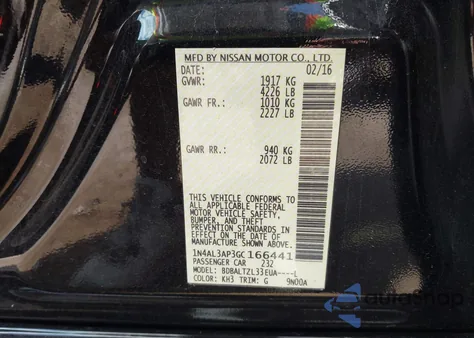 MFD BY NISSAN MOTOR CO., LTD.
DATE: 02/16
GVWR: 1917 KG
4226 LB
GAWR FR.: 1010 KG
2227 LB
GAWR RR.: 940 KG
2072 LB
THIS VEHICLE CONFORMS TO
ALL APPLICABLE FEDERAL
MOTOR VEHICLE SAFETY,
BUMPER, AND THEFT
PREVENTION STANDARDS IN
EFFECT ON THE DATE OF
MANUFACTURE SHOWN ABOVE.
1N4AL3AP3GC166441
PASSENGER CAR 232
MODEL: BDBALTZL33EUA----L
COLOR: KH3 TRIM: G 9N00A
AutoSnap